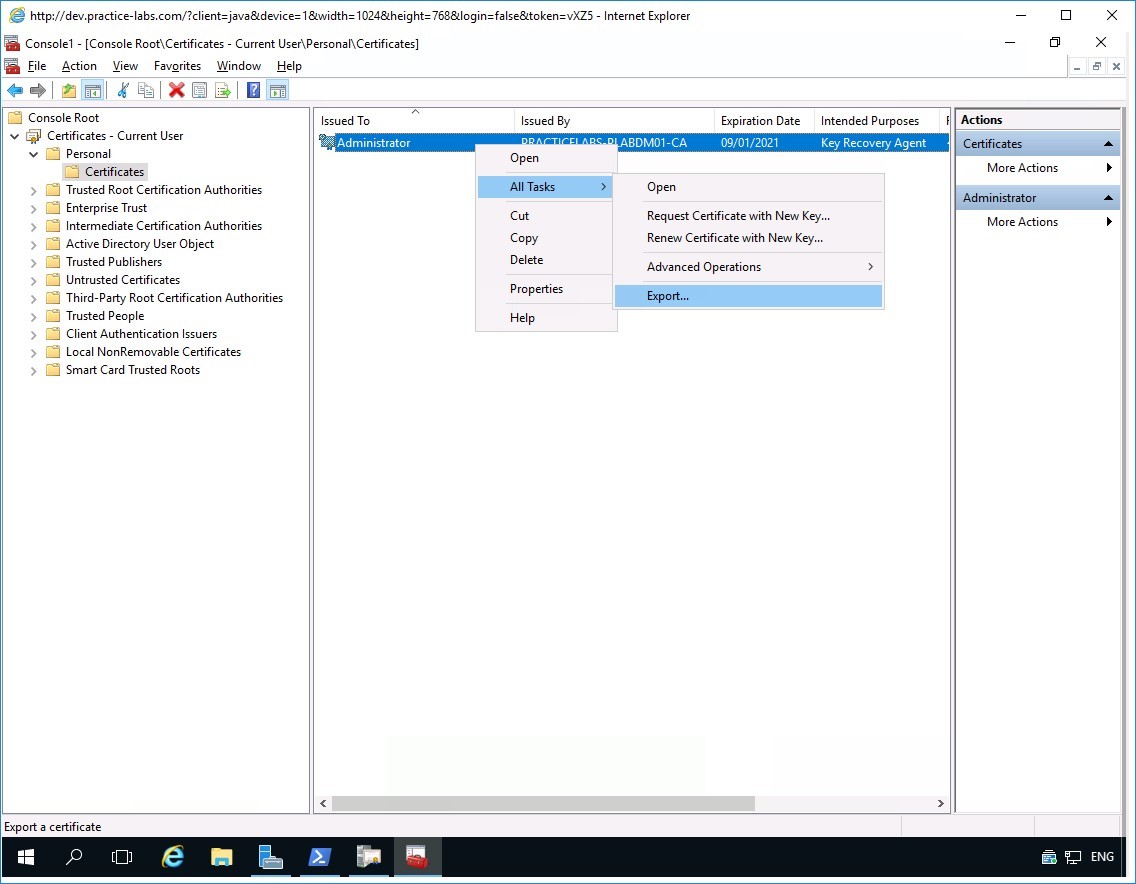 http://dev.practice-labs.com/?client=java&device=1&width=1024&height=768&login=false&token=vXZ5 - Internet Explorer
Console1 - [Console Root\Certificates - Current User\Personal\Certificates]
File Action View Favorites Window Help
Console Root
Certificates - Current User
Personal
Certificates
Trusted Root Certification Authorities
Enterprise Trust
Intermediate Certification Authorities
Active Directory User Object
Trusted Publishers
Untrusted Certificates
Third-Party Root Certification Authorities
Trusted People
Client Authentication Issuers
Local NonRemovable Certificates
Smart Card Trusted Roots
Issued To Issued By Expiration Date Intended Purposes F
Administrator PRACTICELABS-PLABDM01-CA 09/01/2021 Key Recovery Agent
Open
All Tasks
Cut
Copy
Delete
Properties
Help
Open
Request Certificate with New Key...
Renew Certificate with New Key...
Advanced Operations
Export...
Actions
Certificates
More Actions
Administrator
More Actions
Export a certificate
ENG